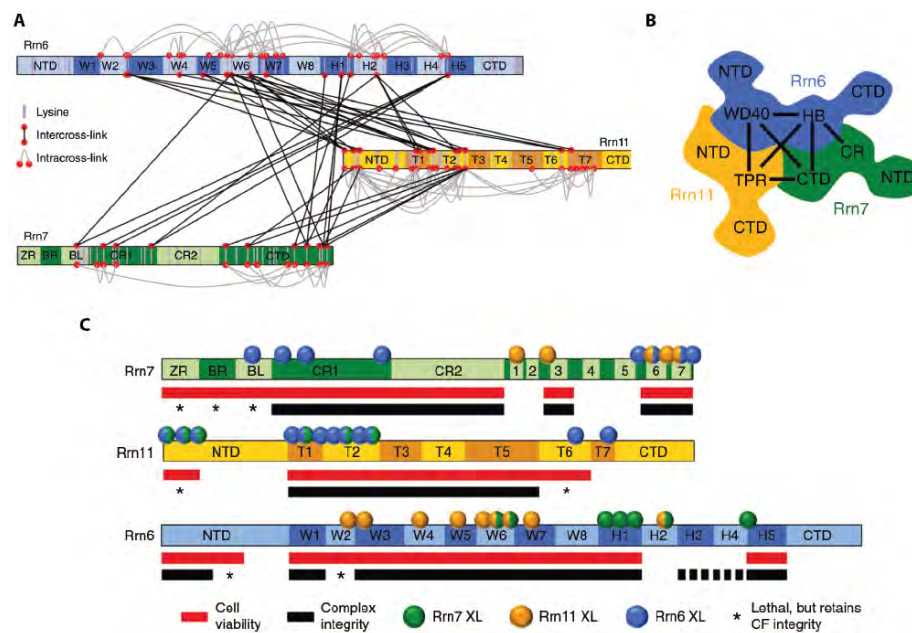 A
Rrn6
NTD W1 W2 W3 W4 W5 W6 W7 W8 H1 H2 H3 H4 H5 CTD
Lysine
Intercross-link
Intracross-link
Rrn11
NTD T1 T2 T3 T4 T5 T6 T7 CTD
Rrn7
ZR BR BL CR1 CR2 CTD
B
NTD
Rrn6
CTD
WD40 HB
NTD
CR
TPR CTD
NTD
Rrn11
Rrn7
CTD
C
Rrn7 ZR BR BL CR1 CR2 1 2 3 4 5 6 7
* * *
Rrn11 NTD T1 T2 T3 T4 T5 T6 T7 CTD
* *
Rrn6 NTD W1 W2 W3 W4 W5 W6 W7 W8 H1 H2 H3 H4 H5 CTD
* *
Cell viability
Complex integrity
Rrn7 XL
Rrn11 XL
Rrn6 XL
* Lethal, but retains CF integrity